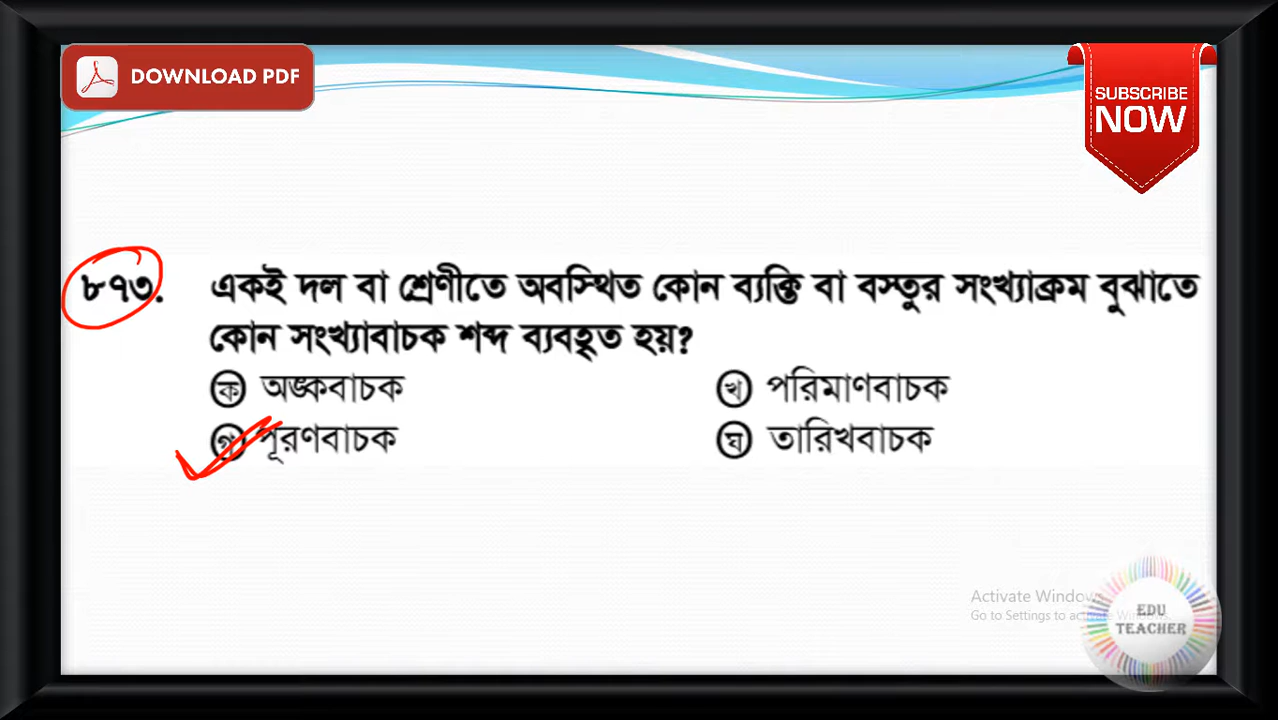 DOWNLOAD PDF
SUBSCRIBE
NOW
৮৭৩. একই দল বা শ্রেণীতে অবস্থিত কোন ব্যক্তি বা বস্তুর সংখ্যাক্রম বুঝাতে
কোন সংখ্যাবাচক শব্দ ব্যবহৃত হয়?
ক অঙ্কবাচক খ পরিমাণবাচক
গ পূরণবাচক ঘ তারিখবাচক
Activate Windows
Go to Settings to activate Windows.
EDU
TEACHER